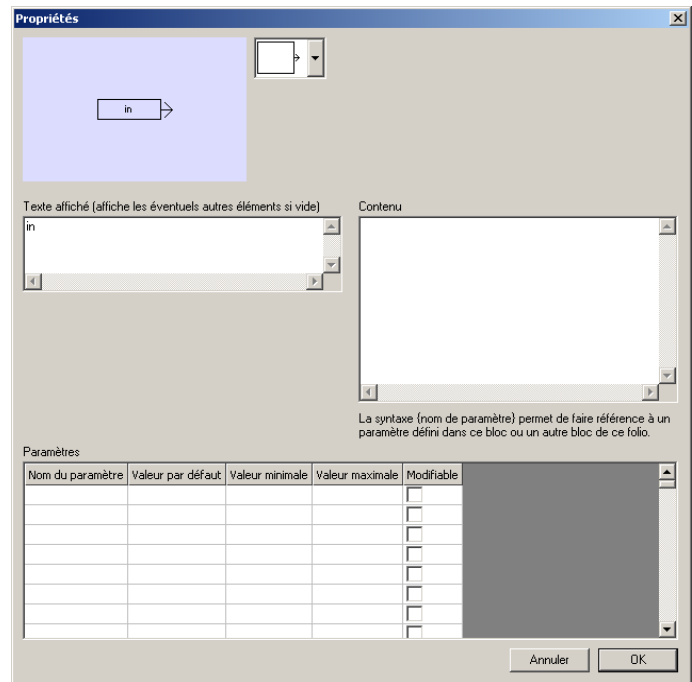 Propriétés
in
Texte affiché (affiche les éventuels autres éléments si vide)
in
Contenu
La syntaxe {nom de paramètre} permet de faire référence à un
paramètre défini dans ce bloc ou un autre bloc de ce folio.
Paramètres
Nom du paramètre Valeur par défaut Valeur minimale Valeur maximale Modifiable
Annuler OK